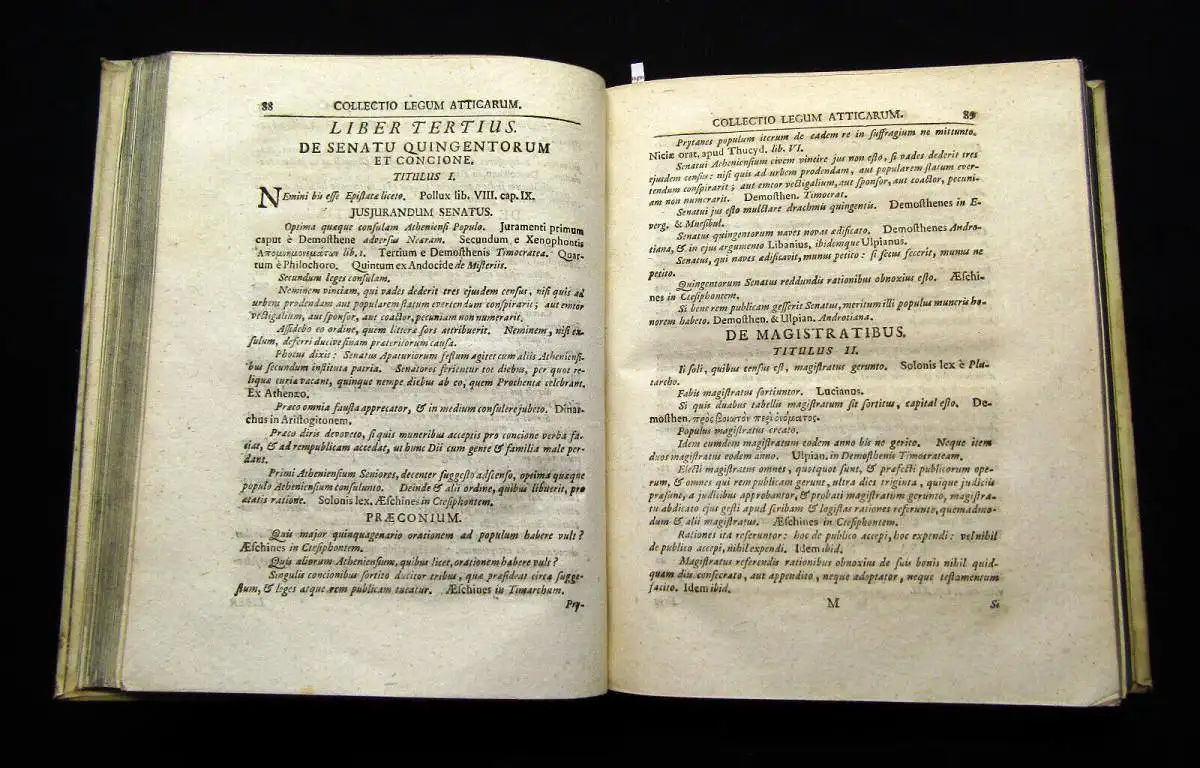 88 COLLECTIO LEGUM ATTICARUM.
LIBER TERTIUS.
DE SENATU QUINGENTORUM
ET CONCIONE.
TITULUS I.
NEmini bis esse Epistatæ liceto. Pollux lib. VIII. cap. IX.
JUSJURANDUM SENATUS.
Optima quæque consulam Atheniensi Populo. Juramenti primum
caput è Demosthene adversus Neæram. Secundum e Xenophontis
Απομνημονευμάτων lib. 1. Tertium e Demosthenis Timocratea. Quar-
tum è Philochoro. Quintum ex Andocide de Misteriis.
Secundum leges consulam.
Neminem vinciam, qui vades dederit tres ejusdem census, nisi quis ad
urbem prodendam aut popularem statum evertendum conspirarit; aut emtor
vectigalium, aut sponsor, aut coactor, pecuniam non numerarit.
Assidebo eo ordine, quem litteræ sors attribuerit. Neminem, nisi ex-
sulum, deferri ducive sinam præteritorum causa.
Phocus dixit: Senatus Apaturiorum festum agitet cum aliis Atheniensi-
bus secundum instituta patria. Senatores ferientur tot diebus, per quot re-
liquæ curiæ vacant, quinque nempe diebus ab eo, quem Protheniæ celebrant.
Ex Athenæo.
Præco omnia fausta apprecator, & in medium consulere jubeto. Dinar-
chus in Aristogitonem.
Præco diris devoveto, si quis muneribus acceptis pro concione verba fa-
ciat, & ad rempublicam accedat, ut hunc Dii cum gente & familia male per-
dant.
Primi Atheniensium Seniores, decenter suggesto adscenso, optima quæque
populo Atheniensium consulunto. Deinde & alii ordine, quibus libuerit, pro
ætatis ratione. Solonis lex. Æschines in Ctesiphontem.
PRÆCONIUM.
Quis major quinquagenario orationem ad populum habere vult?
Æschines in Ctesiphontem.
Quis aliorum Atheniensium, quibus licet, orationem habere vult?
Singulis concionibus sortito ducitor tribus, quæ præsideat circa sugge-
stum, & leges atque rem publicam tueatur. Æschines in Timarchum.
Pry-
COLLECTIO LEGUM ATTICARUM. 89
Prytanes populum iterum de eadem re in suffragium ne mittunto.
Niciæ orat. apud Thucyd. lib. VI.
Senatui Atheniensium civem vincire jus non esto, si vades dederit tres
ejusdem census: nisi quis ad urbem prodendam, aut popularem statum ever-
tendum conspirarit; aut emtor vectigalium, aut sponsor, aut coactor, pecuni-
am non numerarit. Demosthen. Timocrat.
Senatui jus esto mulctare drachmis quingentis. Demosthenes in E-
verg. & Mnesibul.
Senatus quingentorum naves novas ædificato. Demosthenes Andro-
tiana, & in ejus argumento Libanius, ibidemque Ulpianus.
Senatus, qui naves ædificavit, munus petito: si secus fecerit, munus ne
petito.
Quingentorum Senatus reddundis rationibus obnoxius esto. Æschi-
nes in Ctesiphontem.
Si bene rem publicam gesserit Senatus, meritum illi populus muneris ho-
norem habeto. Demosthen. & Ulpian. Androtiana.
DE MAGISTRATIBUS.
TITULUS II.
Ii soli, quibus census est, magistratus gerunto. Solonis lex è Plu-
tarcho.
Fabis magistratus sortiuntor. Lucianus.
Si quis duabus tabellis magistratum sit sortitus, capital esto. De-
mosthen. πρὸς βοιωτὸν περὶ ὀνόματος.
Populus magistratus creato.
Idem eumdem magistratum eodem anno bis ne gerito. Neque item
duos magistratus eodem anno. Ulpian. in Demosthenis Timocrateam.
Electi magistratus omnes, quotquot sunt, & præfecti publicorum ope-
rum, & omnes qui rem publicam gerunt, ultra dies triginta, quique judiciis
præsunt, a judicibus approbantor, & probati magistratum gerunto, magistra-
tu abdicato ejus gesti apud scribam & logistas rationes referunto, quemadmo-
dum & alii magistratus. Æschines in Ctesiphontem.
Rationes ita referuntor: hoc de publico accepi, hoc expendi: vel nihil
de publico accepi, nihil expendi. Idem ibid.
Magistratus referendis rationibus obnoxius de suis bonis nihil quid-
quam diis consecrato, aut appendito, neque adoptator, neque testamentum
facito. Idem ibid.
M Si